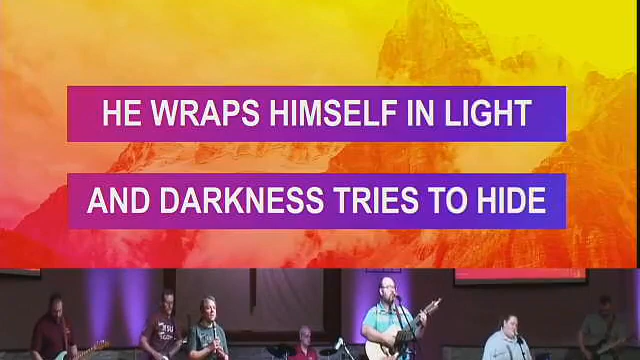 HE WRAPS HIMSELF IN LIGHT
AND DARKNESS TRIES TO HIDE